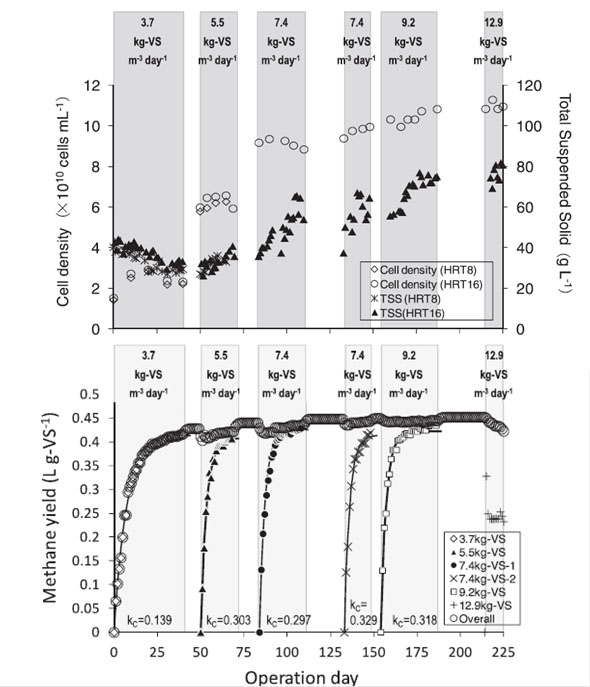 3.7 5.5 7.4 7.4 9.2 12.9
kg-VS kg-VS kg-VS kg-VS kg-VS kg-VS
m-3 day-1 m-3 day-1 m-3 day-1 m-3 day-1 m-3 day-1 m-3 day-1
Cell density (×10¹⁰ cells mL⁻¹)
12
10
8
6
4
2
0
120
100
80
60
40
20
0
Total Suspended Solid (g L⁻¹)
Cell density (HRT8)
Cell density (HRT16)
TSS (HRT8)
TSS(HRT16)
3.7 5.5 7.4 7.4 9.2 12.9
kg-VS kg-VS kg-VS kg-VS kg-VS kg-VS
m⁻³ day⁻¹ m⁻³ day⁻¹ m⁻³ day⁻¹ m⁻³ day⁻¹ m⁻³ day⁻¹ m⁻³ day⁻¹
Methane yield (L g-VS⁻¹)
0.5
0.45
0.4
0.35
0.3
0.25
0.2
0.15
0.1
0.05
0
3.7kg-VS
5.5kg-VS
7.4kg-VS-1
7.4kg-VS-2
9.2kg-VS
12.9kg-VS
Overall
kc=0.139 kc=0.303 kc=0.297 kc=0.329 kc=0.318
0 25 50 75 100 125 150 175 200 225
Operation day